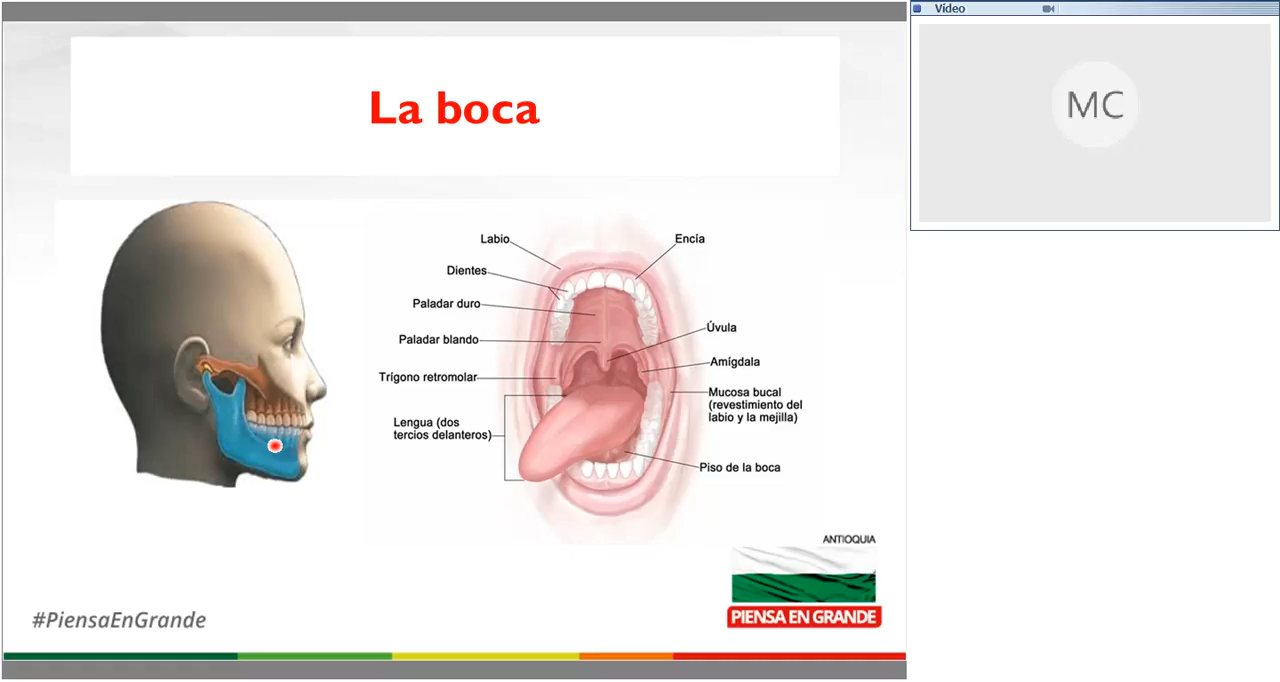 Vídeo
MC
La boca
Labio
Encía
Dientes
Paladar duro
Paladar blando
Úvula
Amígdala
Trígono retromolar
Mucosa bucal
(revestimiento del
labio y la mejilla)
Lengua (dos
tercios delanteros)
Piso de la boca
ANTIOQUIA
PIENSA EN GRANDE
#PiensaEnGrande